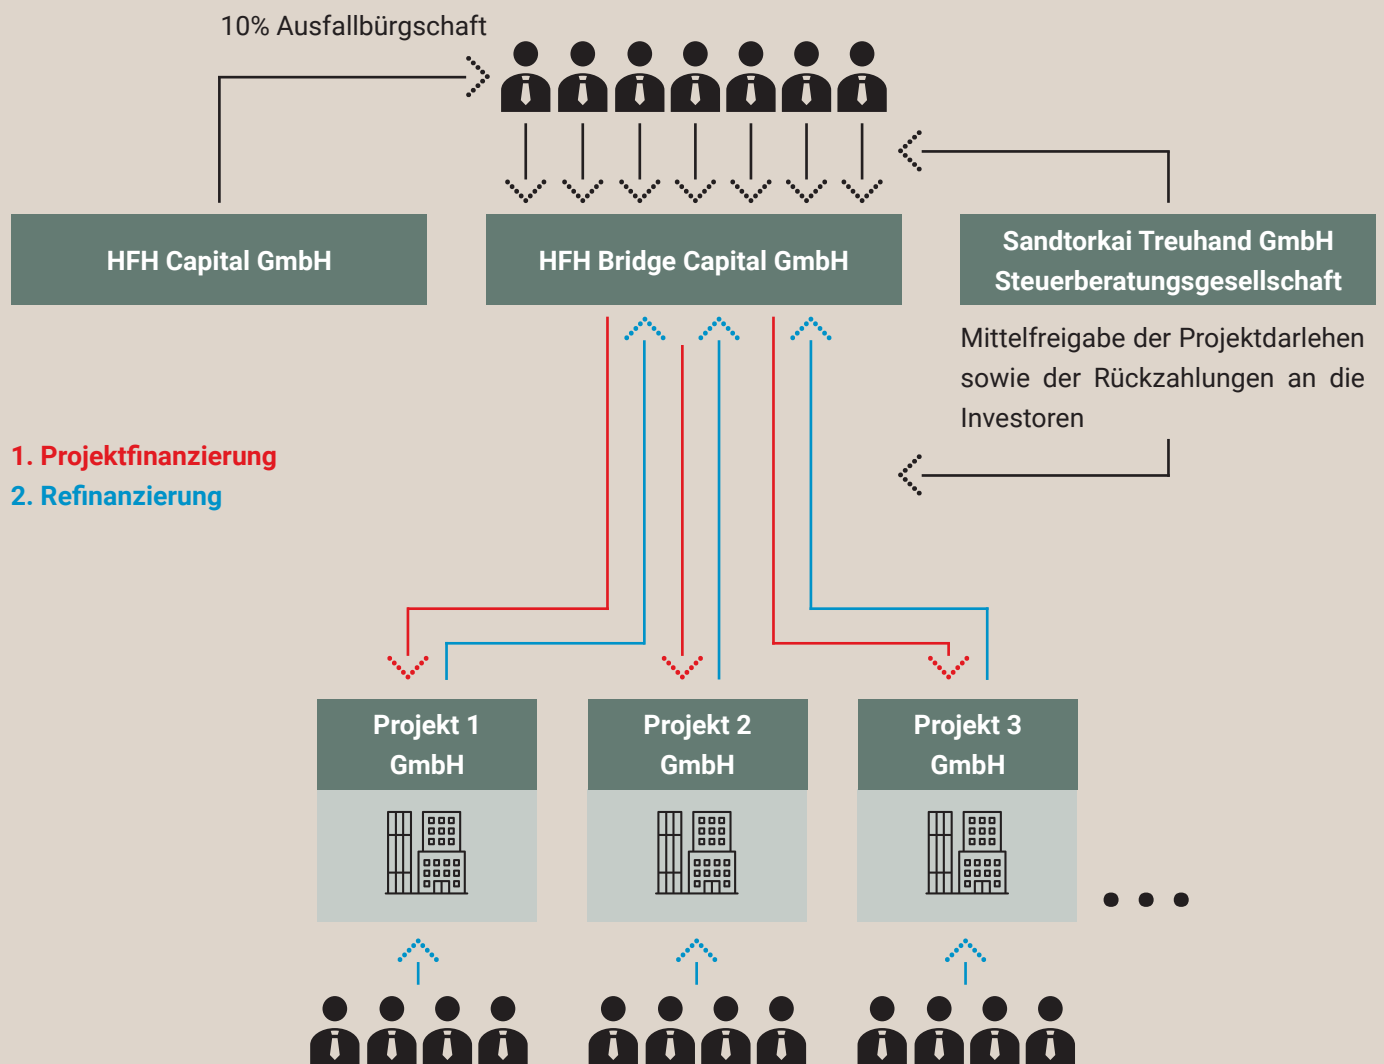 10% Ausfallbürgschaft
HFH Capital GmbH
HFH Bridge Capital GmbH
Sandtorkai Treuhand GmbH
Steuerberatungsgesellschaft
Mittelfreigabe der Projektdarlehen
sowie der Rückzahlungen an die
Investoren
1. Projektfinanzierung
2. Refinanzierung
Projekt 1
GmbH
Projekt 2
GmbH
Projekt 3
GmbH